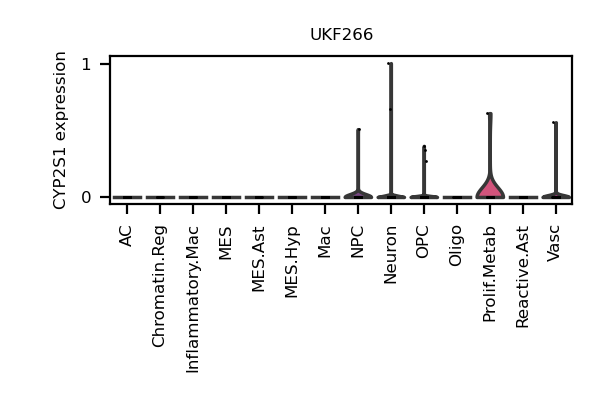 UKF266
CYP2S1 expression
1
0
AC
Chromatin.Reg
Inflammatory.Mac
MES
MES.Ast
MES.Hyp
Mac
NPC
Neuron
OPC
Oligo
Prolif.Metab
Reactive.Ast
Vasc